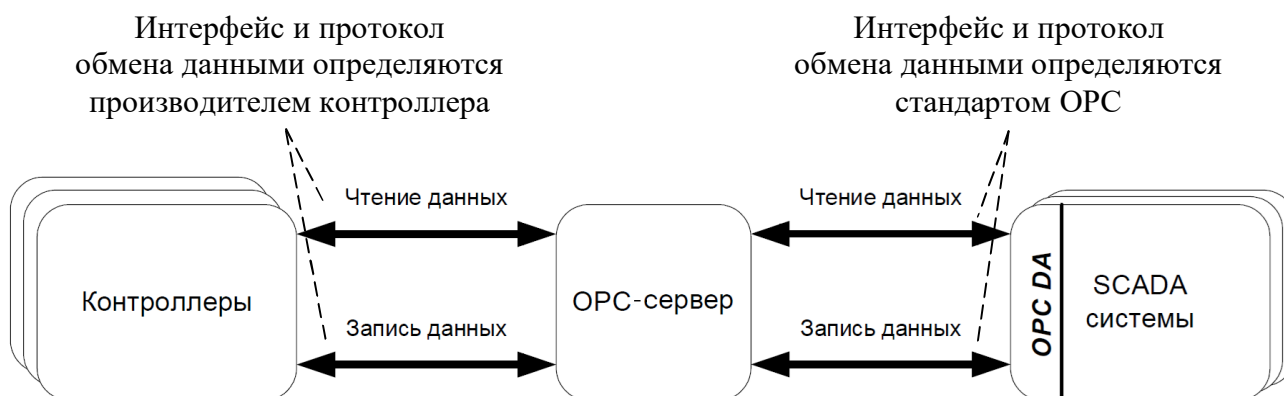 Интерфейс и протокол
обмена данными определяются
производителем контроллера
Интерфейс и протокол
обмена данными определяются
стандартом OPC
Чтение данных
Чтение данных
Контроллеры
OPC-сервер
OPC DA
SCADA
системы
Запись данных
Запись данных